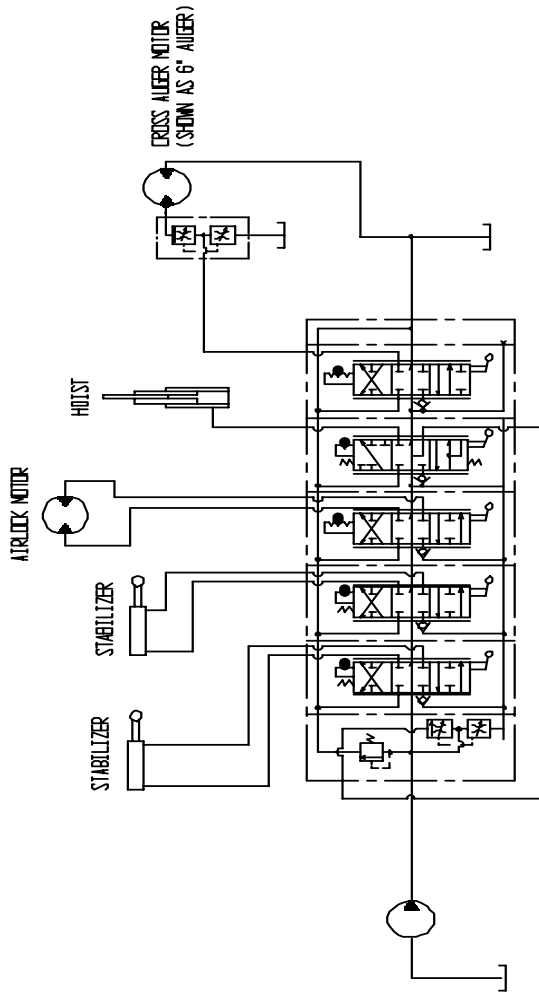 CROSS AUGER MOTOR
(SHOWN AS 6" AUGER)
HOIST
AIRLOCK MOTOR
STABILIZER
STABILIZER